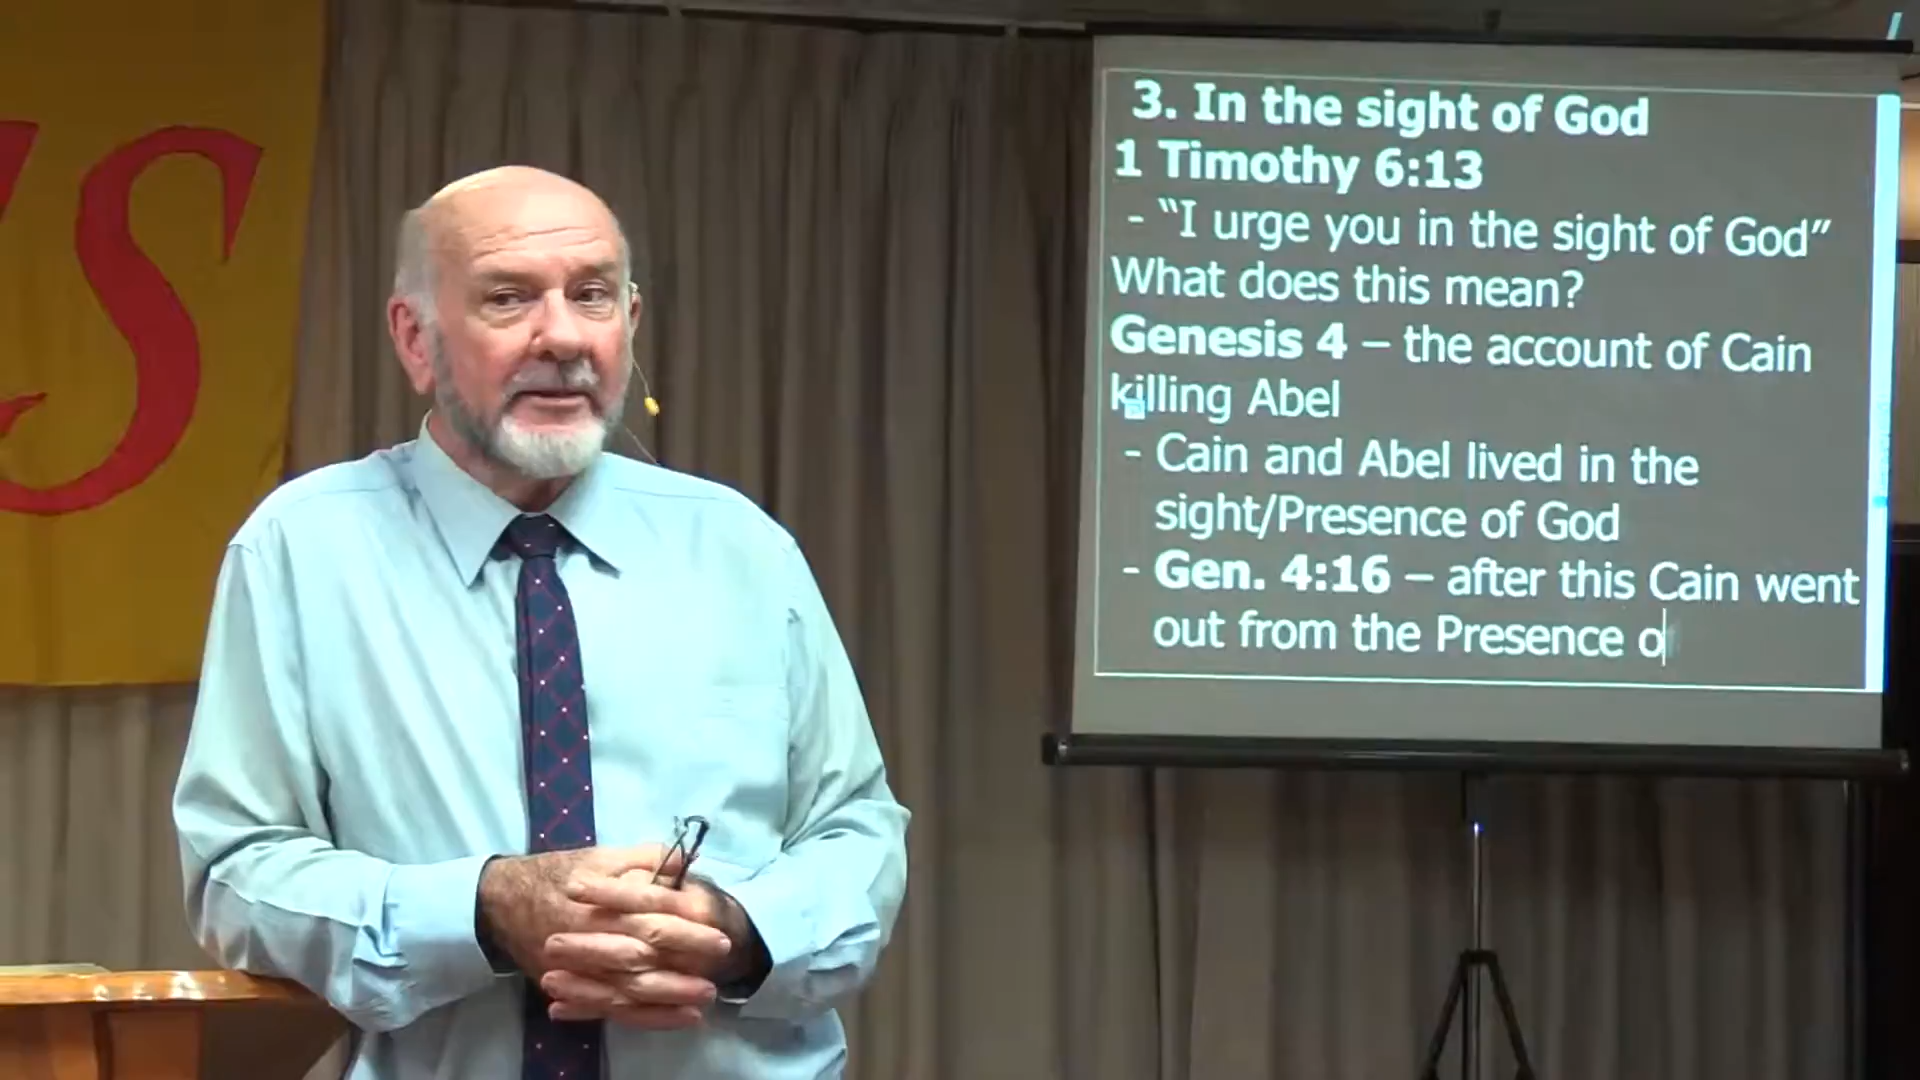 S
3. In the sight of God
1 Timothy 6:13
- “I urge you in the sight of God”
What does this mean?
Genesis 4 – the account of Cain
killing Abel
- Cain and Abel lived in the
sight/Presence of God
- Gen. 4:16 – after this Cain went
out from the Presence o